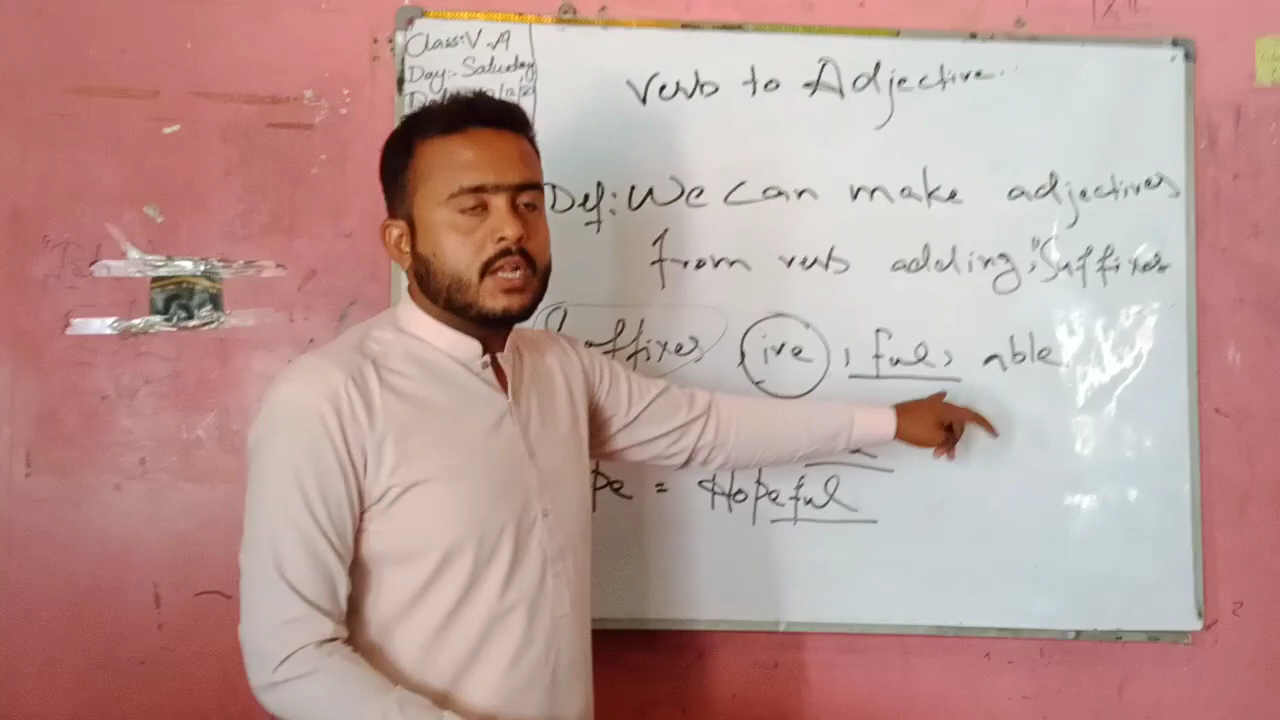 Class:V-A
Day:- Saturday
Verb to Adjective.
Def: We can make adjectives
from verb adding, "Suffixes
Suffixes, ive, ful, able
= Hopeful